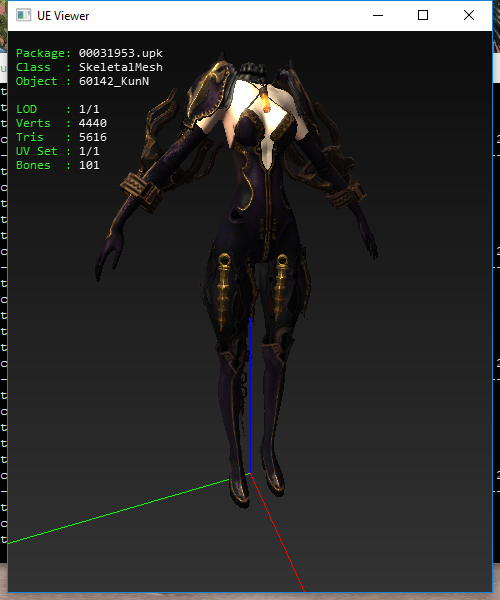 UE Viewer
Package: 00031953.upk
Class  : SkeletalMesh
Object : 60142_KunN
LOD    : 1/1
Verts  : 4440
Tris   : 5616
UV Set : 1/1
Bones  : 101